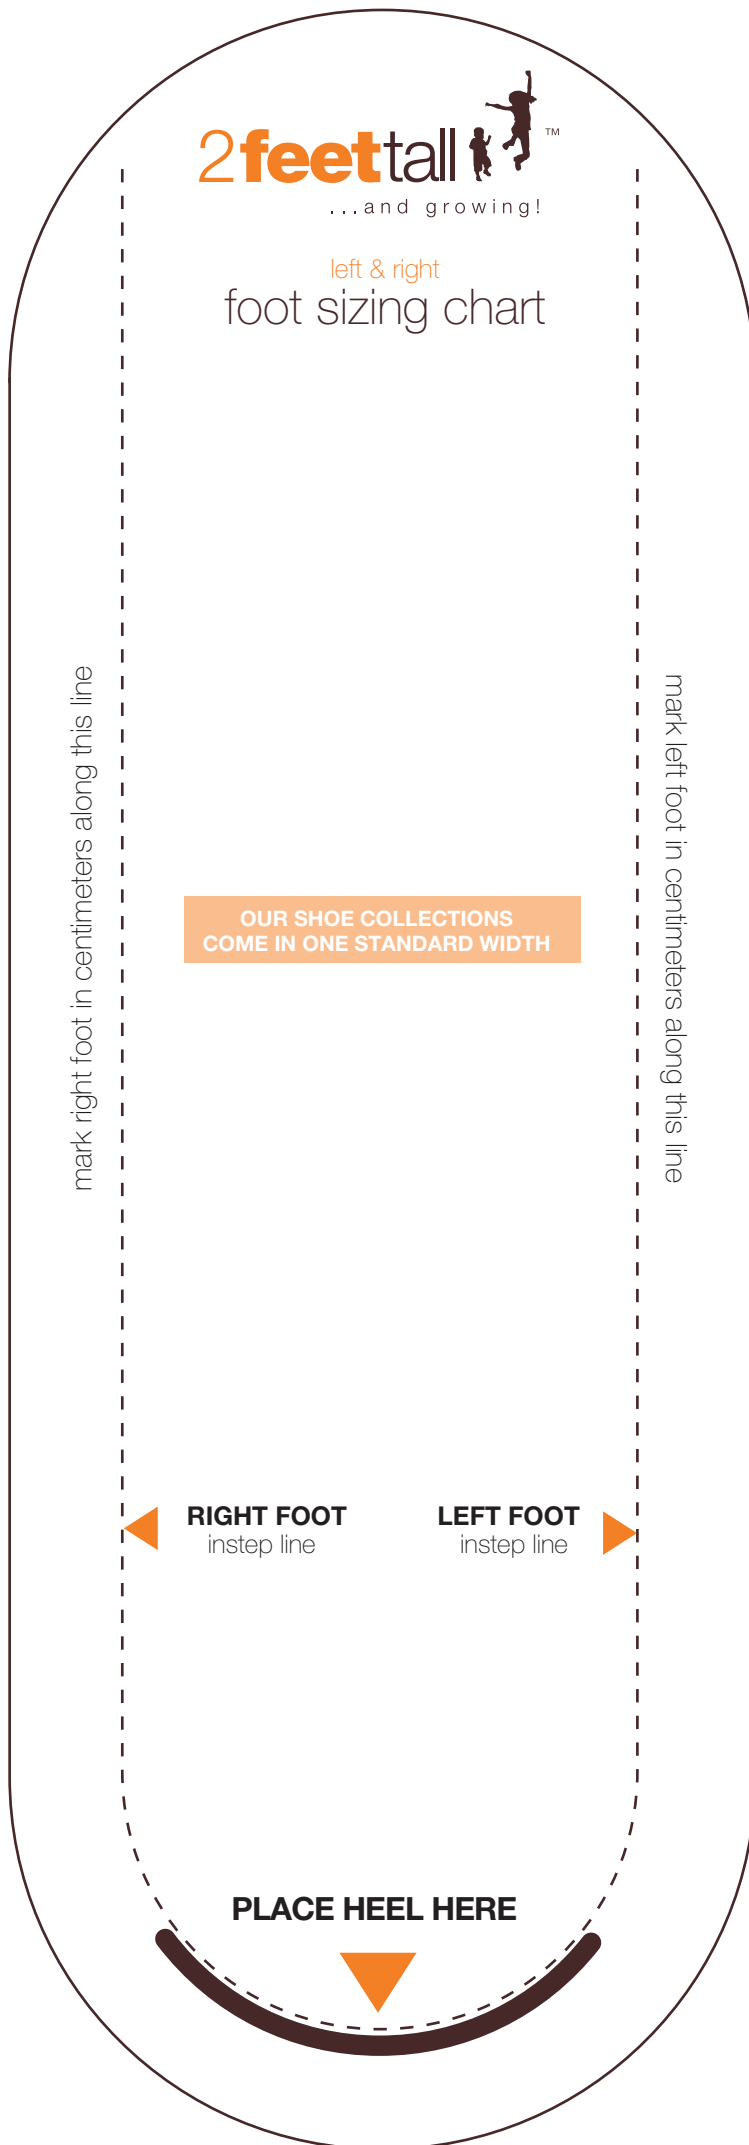 2feettall ™
...and growing!
left & right
foot sizing chart
mark right foot in centimeters along this line
mark left foot in centimeters along this line
OUR SHOE COLLECTIONS
COME IN ONE STANDARD WIDTH
RIGHT FOOT
instep line
LEFT FOOT
instep line
PLACE HEEL HERE